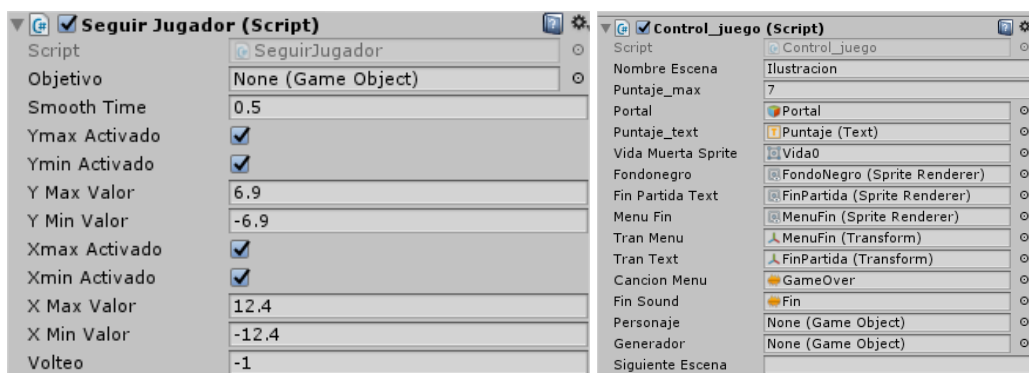 Seguir Jugador (Script)
Script SeguirJugador
Objetivo None (Game Object)
Smooth Time 0.5
Ymax Activado
Ymin Activado
Y Max Valor 6.9
Y Min Valor -6.9
Xmax Activado
Xmin Activado
X Max Valor 12.4
X Min Valor -12.4
Volteo -1
Control_juego (Script)
Script Control_juego
Nombre Escena Ilustracion
Puntaje_max 7
Portal Portal
Puntaje_text Puntaje (Text)
Vida Muerta Sprite Vida0
Fondonegro FondoNegro (Sprite Renderer)
Fin Partida Text FinPartida (Sprite Renderer)
Menu Fin MenuFin (Sprite Renderer)
Tran Menu MenuFin (Transform)
Tran Text FinPartida (Transform)
Cancion Menu GameOver
Fin Sound Fin
Personaje None (Game Object)
Generador None (Game Object)
Siguiente Escena